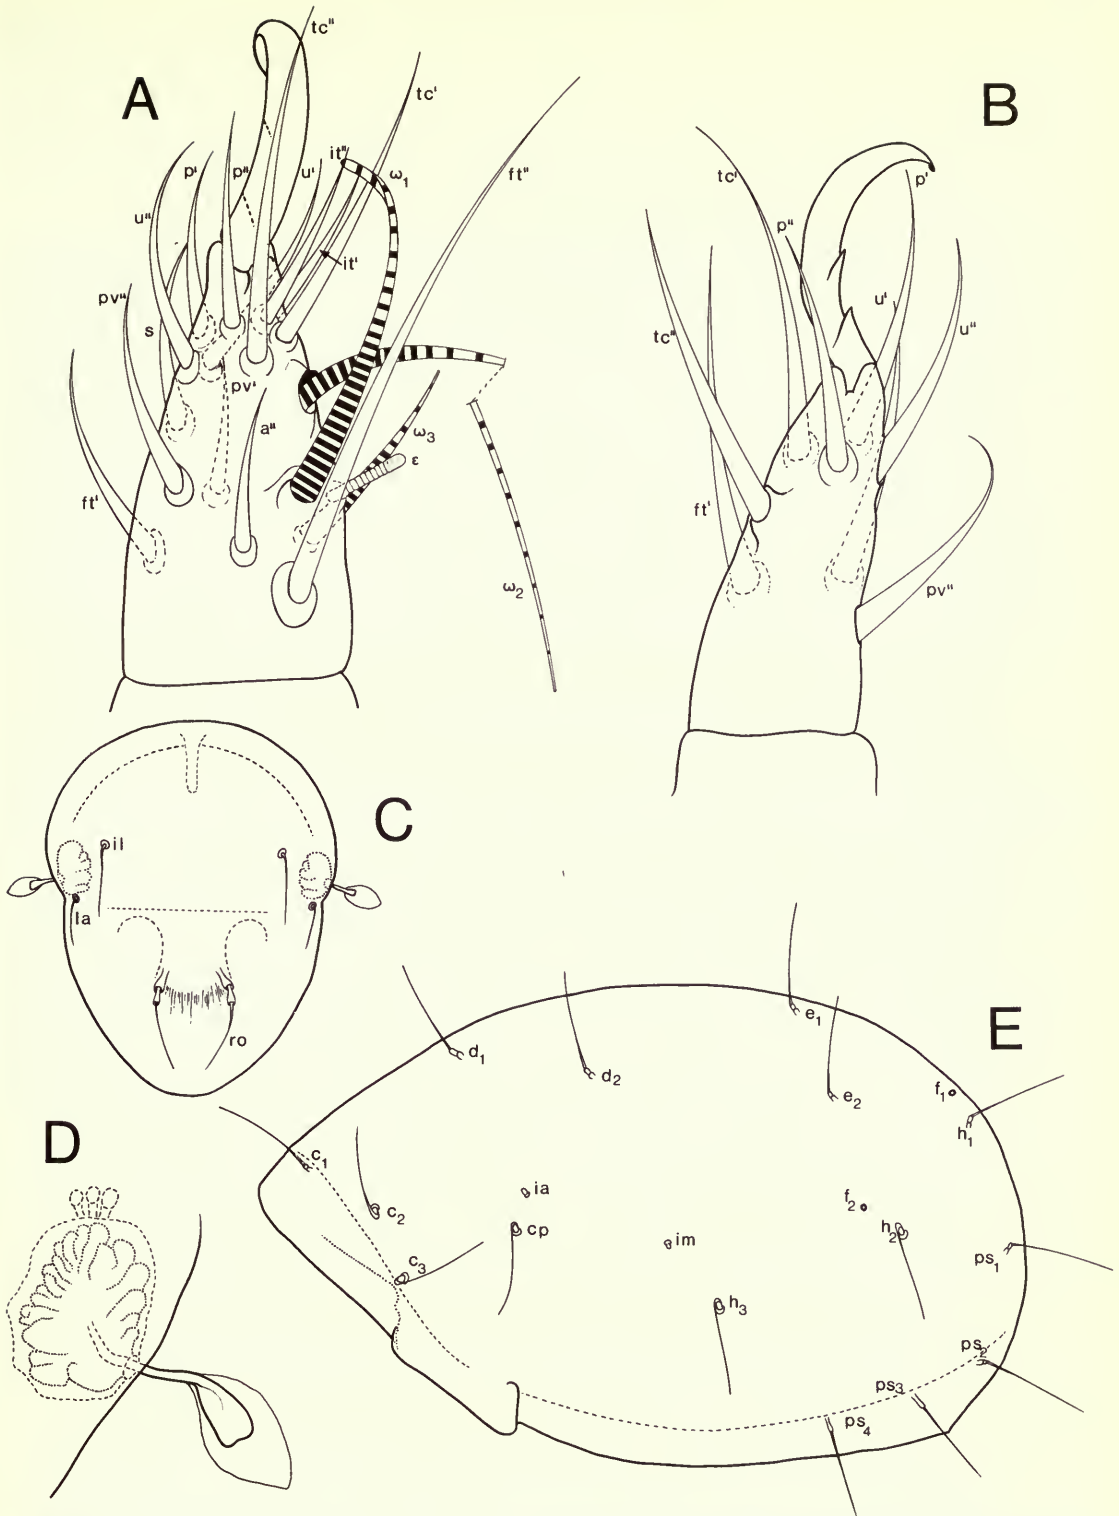 A
tc"
tc'
it"
ω1
ft"
p'
p"
u'
u"
it'
pv"
s
pv'
a"
ω3
ε
ft'
ω2
B
tc'
p'
p"
u'
u"
tc"
ft'
pv"
C
il
la
ro
D
E
d1
d2
e1
e2
f1
h1
c1
c2
ia
cp
f2
h2
im
ps1
c3
h3
ps2
ps3
ps4